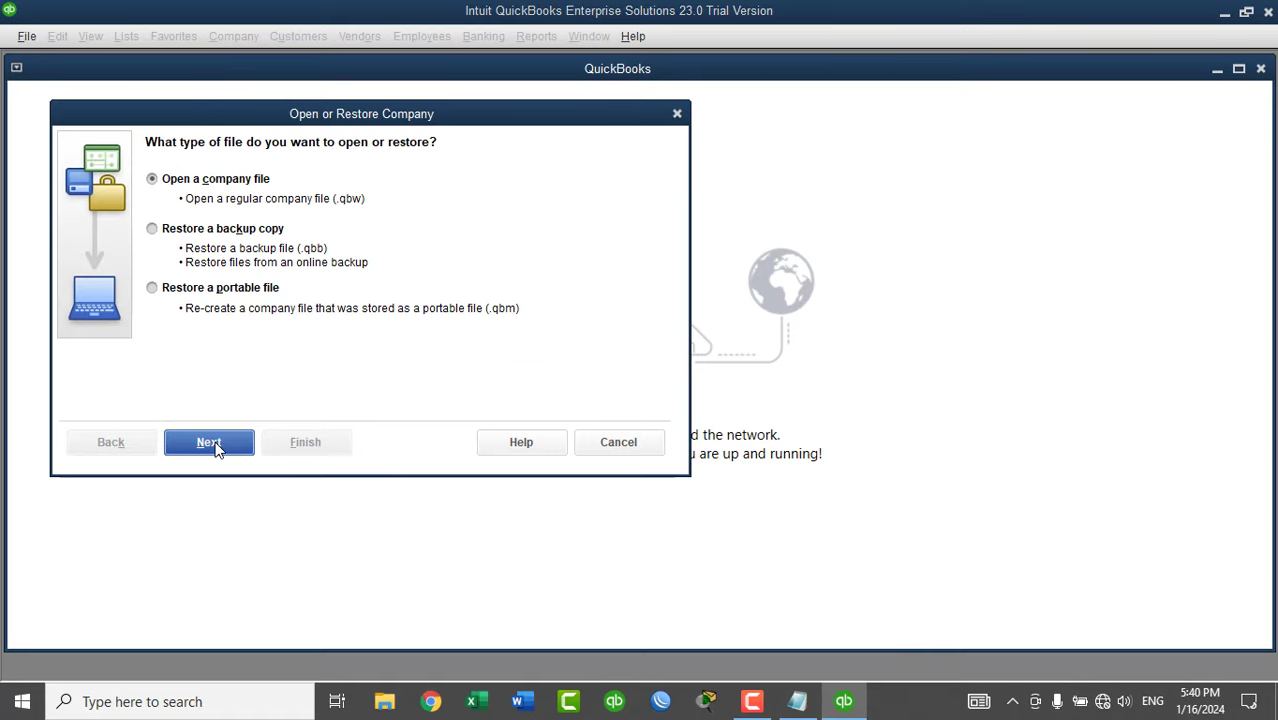 Intuit QuickBooks Enterprise Solutions 23.0 Trial Version
File Edit View Lists Favorites Company Customers Vendors Employees Banking Reports Window Help
QuickBooks
Open or Restore Company
What type of file do you want to open or restore?
Open a company file
• Open a regular company file (.qbw)
Restore a backup copy
• Restore a backup file (.qbb)
• Restore files from an online backup
Restore a portable file
• Re-create a company file that was stored as a portable file (.qbm)
d the network.
are up and running!
Back Next Finish Help Cancel
Type here to search
ENG
5:40 PM
1/16/2024